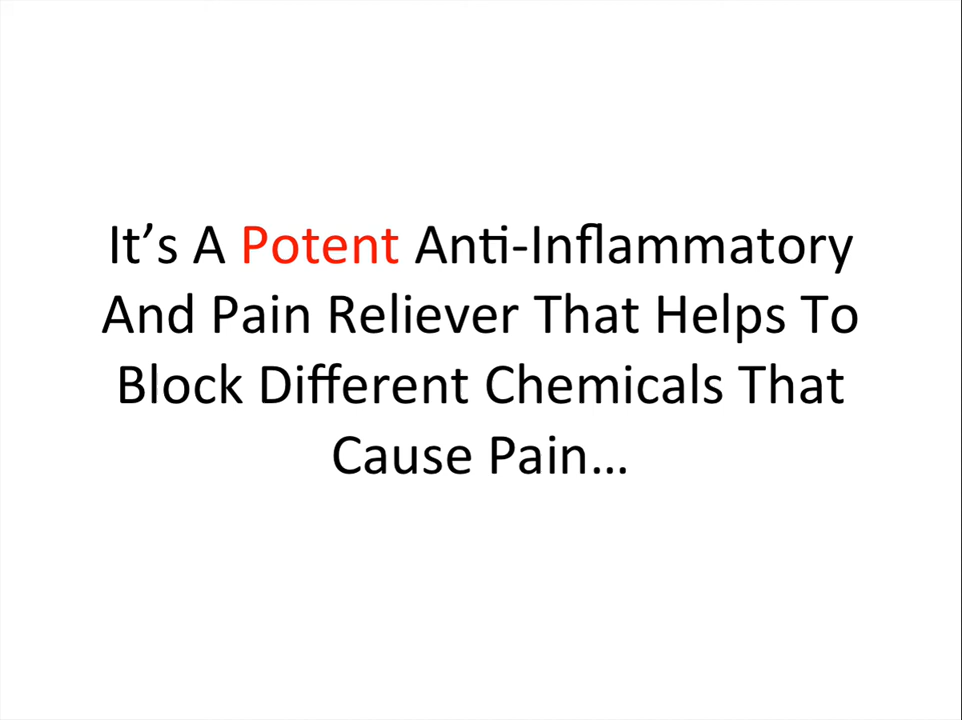 It’s A Potent Anti-Inflammatory
And Pain Reliever That Helps To
Block Different Chemicals That
Cause Pain…